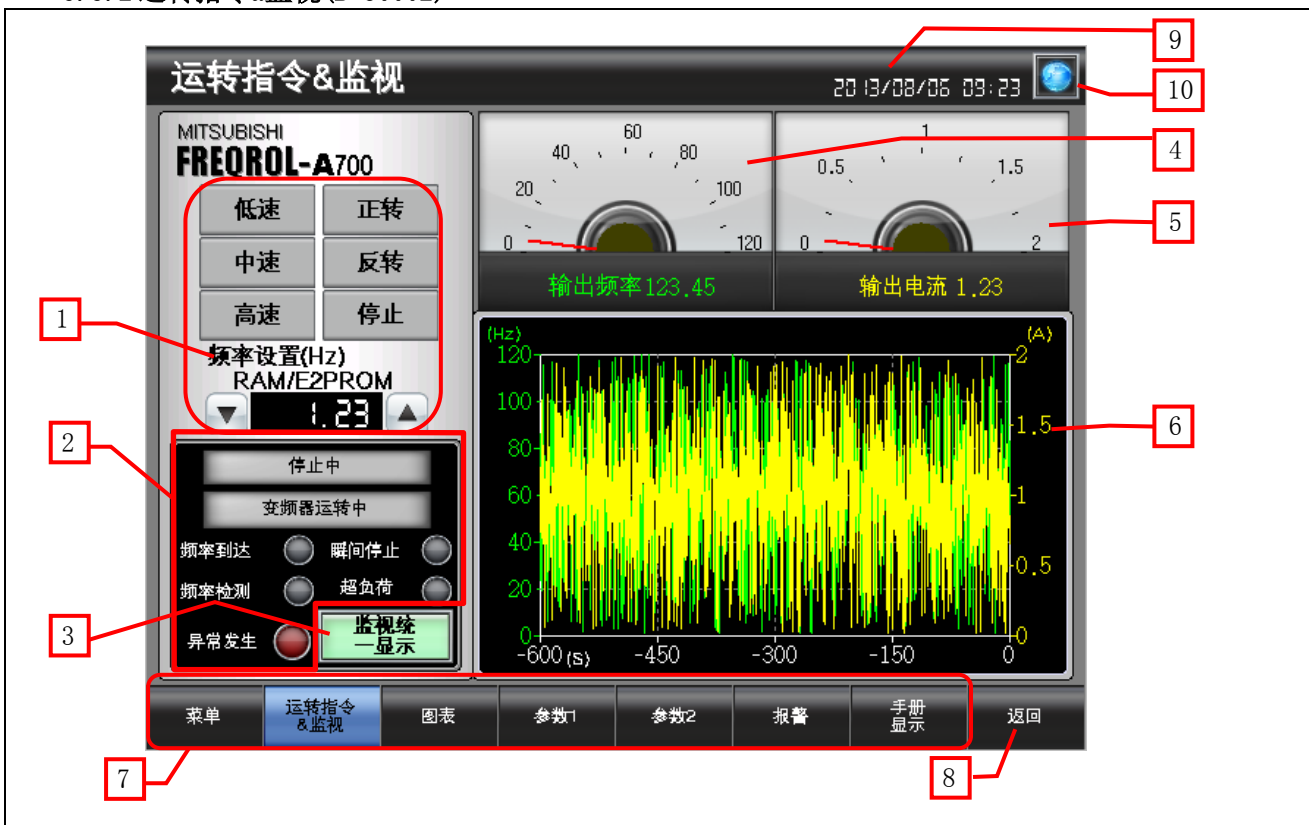 运转指令&监视
2013/08/06 09:23
9
10
MITSUBISHI
FREQROL-A700
低速 正转
中速 反转
高速 停止
频率设置(Hz)
RAM/E2PROM
▼ 1.23 ▲
1
停止中
变频器运转中
频率到达 瞬间停止
频率检测 超负荷
异常发生
监视统
一显示
2
3
0 20 40 60 80 100 120
输出频率123.45
4
0 0.5 1 1.5 2
输出电流 1.23
5
(Hz) (A)
120 2
100
80 1.5
60 1
40 0.5
20
0 0
-600(S) -450 -300 -150 0
6
菜单
运转指令
&监视
图表
参数1
参数2
报警
手册
显示
返回
7
8